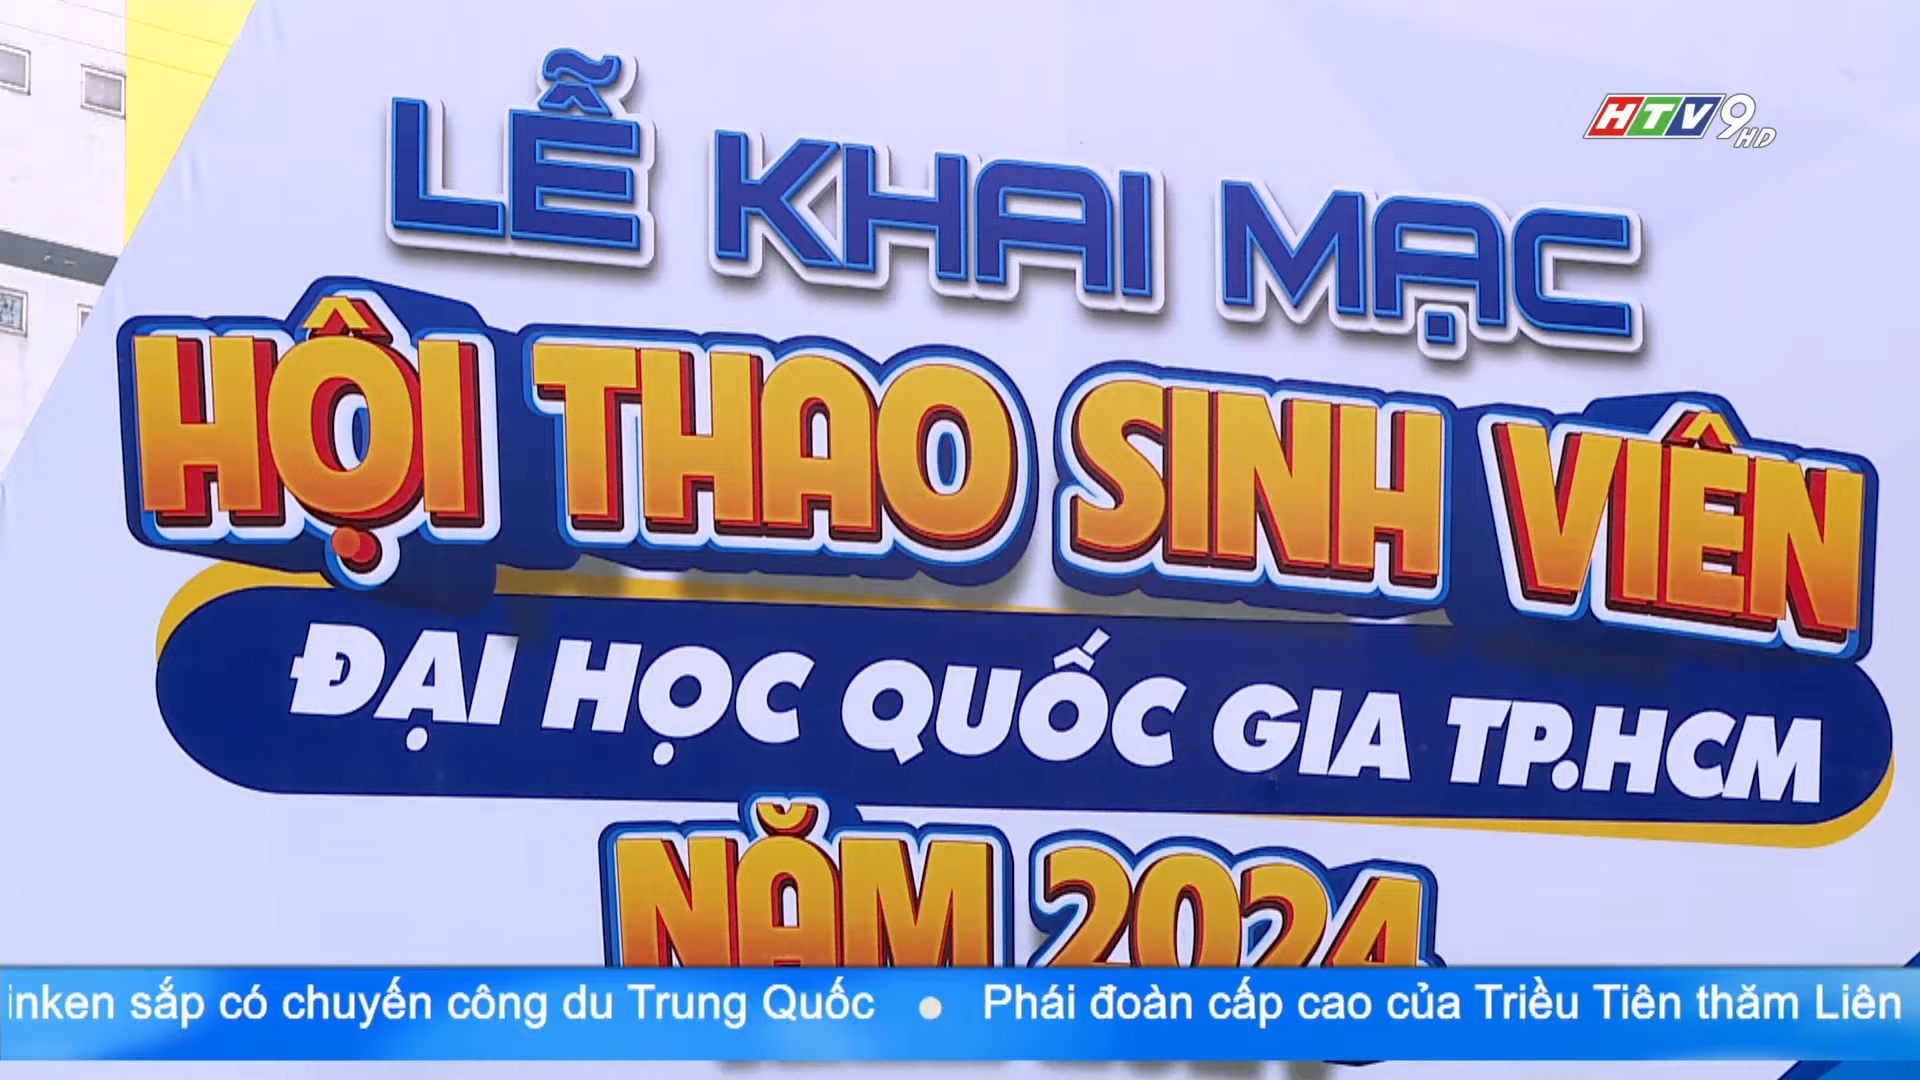 HTV9 HD
LỄ KHAI MẠC
HỘI THAO SINH VIÊN
ĐẠI HỌC QUỐC GIA TP.HCM
NĂM 2024
inken sắp có chuyến công du Trung Quốc • Phái đoàn cấp cao của Triều Tiên thăm Liên